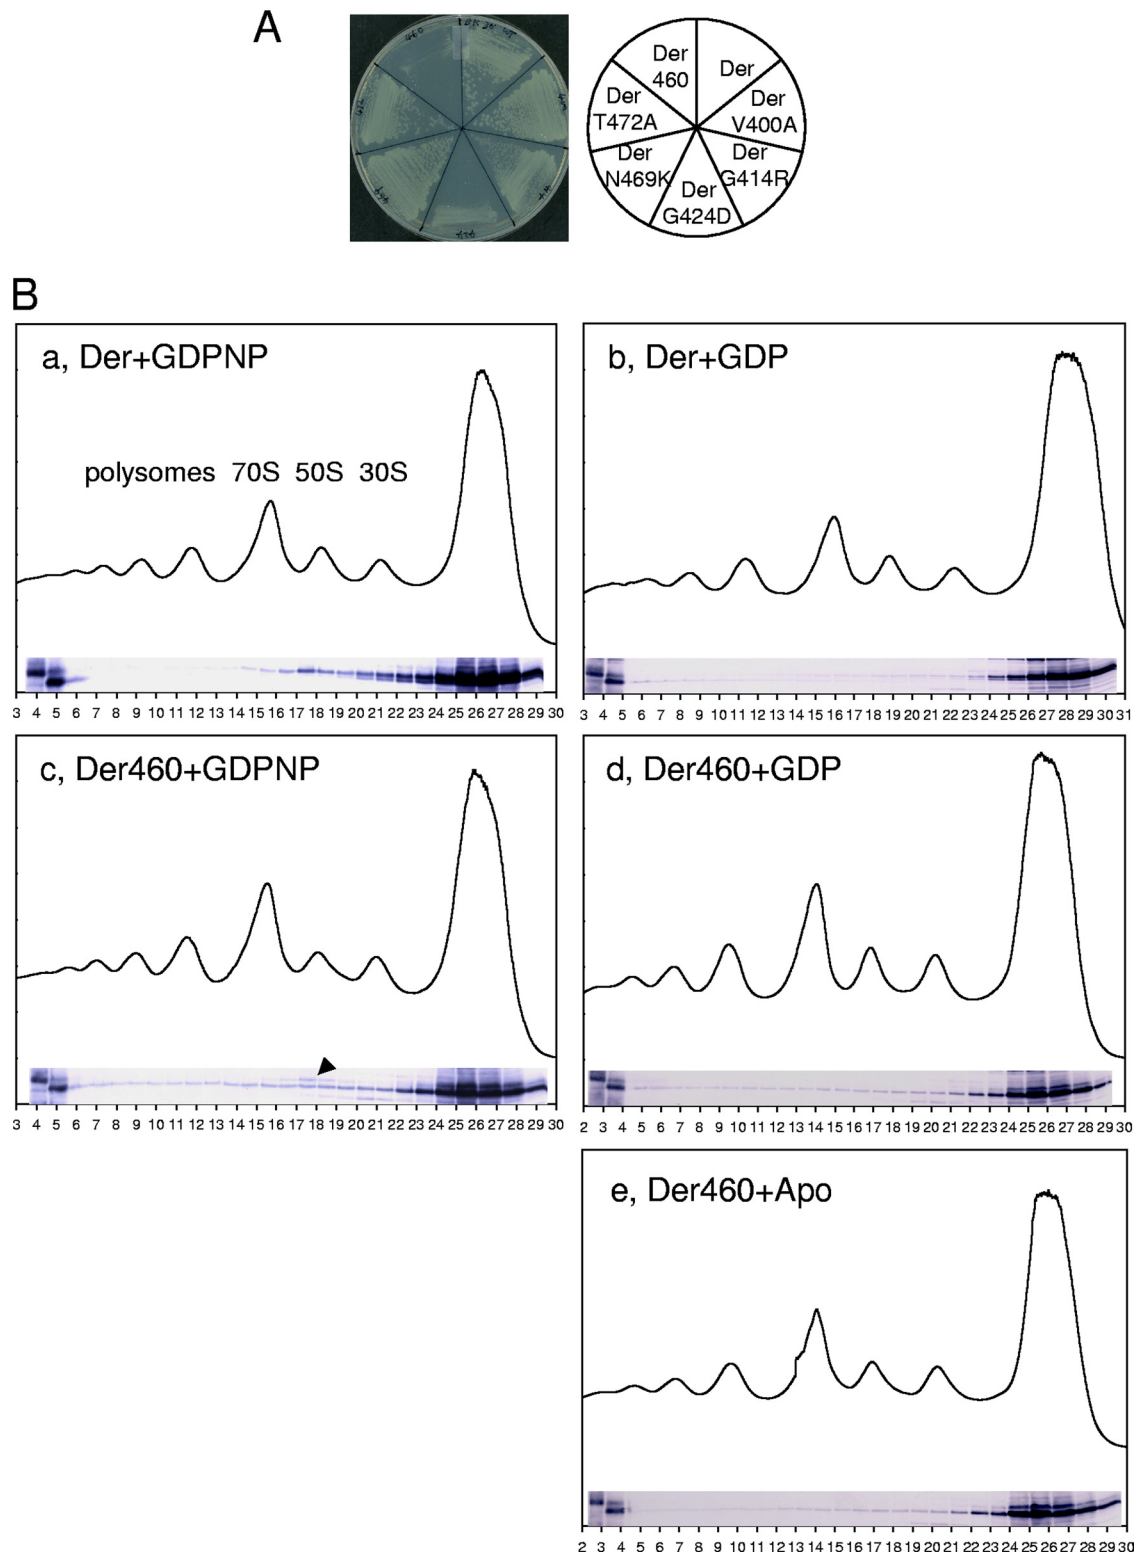 A
460
WT
Der
460
Der
Der
T472A
Der
V400A
Der
N469K
Der
G414R
Der
G424D
B
a, Der+GDPNP
polysomes 70S 50S 30S
3 4 5 6 7 8 9 10 11 12 13 14 15 16 17 18 19 20 21 22 23 24 25 26 27 28 29 30
b, Der+GDP
3 4 5 6 7 8 9 10 11 12 13 14 15 16 17 18 19 20 21 22 23 24 25 26 27 28 29 30 31
c, Der460+GDPNP
3 4 5 6 7 8 9 10 11 12 13 14 15 16 17 18 19 20 21 22 23 24 25 26 27 28 29 30
d, Der460+GDP
2 3 4 5 6 7 8 9 10 11 12 13 14 15 16 17 18 19 20 21 22 23 24 25 26 27 28 29 30
e, Der460+Apo
2 3 4 5 6 7 8 9 10 11 12 13 14 15 16 17 18 19 20 21 22 23 24 25 26 27 28 29 30